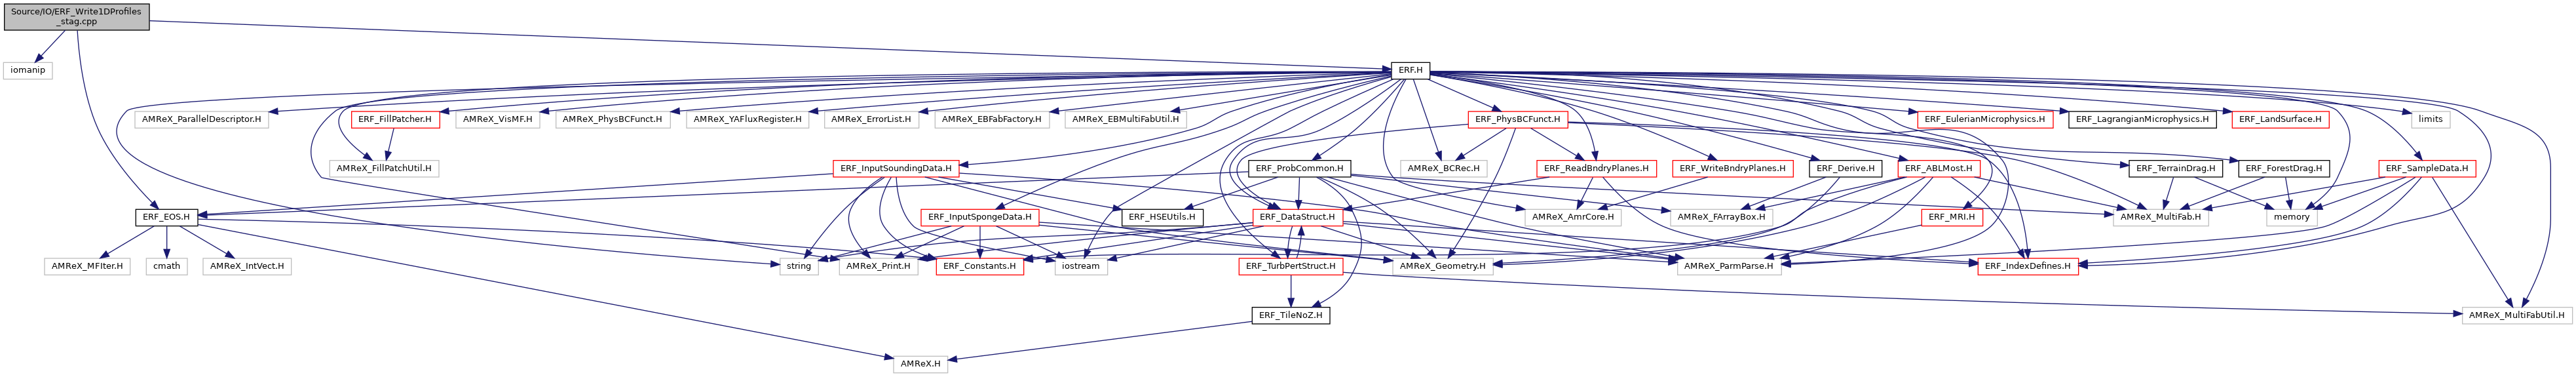 Source/IO/ERF_Write1DProfiles
_stag.cpp
iomanip
ERF.H
AMReX_ParallelDescriptor.H
ERF_FillPatcher.H
AMReX_VisMF.H
AMReX_PhysBCFunct.H
AMReX_YAFluxRegister.H
AMReX_ErrorList.H
AMReX_EBFabFactory.H
AMReX_EBMultiFabUtil.H
ERF_PhysBCFunct.H
ERF_EulerianMicrophysics.H
ERF_LagrangianMicrophysics.H
ERF_LandSurface.H
limits
AMReX_FillPatchUtil.H
ERF_InputSoundingData.H
ERF_ProbCommon.H
AMReX_BCRec.H
ERF_ReadBndryPlanes.H
ERF_WriteBndryPlanes.H
ERF_Derive.H
ERF_ABLMost.H
ERF_TerrainDrag.H
ERF_ForestDrag.H
ERF_SampleData.H
ERF_EOS.H
ERF_InputSpongeData.H
ERF_HSEUtils.H
ERF_DataStruct.H
AMReX_AmrCore.H
AMReX_FArrayBox.H
ERF_MRI.H
AMReX_MultiFab.H
memory
AMReX_MFIter.H
cmath
AMReX_IntVect.H
string
AMReX_Print.H
ERF_Constants.H
iostream
ERF_TurbPertStruct.H
AMReX_Geometry.H
AMReX_ParmParse.H
ERF_IndexDefines.H
ERF_TileNoZ.H
AMReX_MultiFabUtil.H
AMReX.H